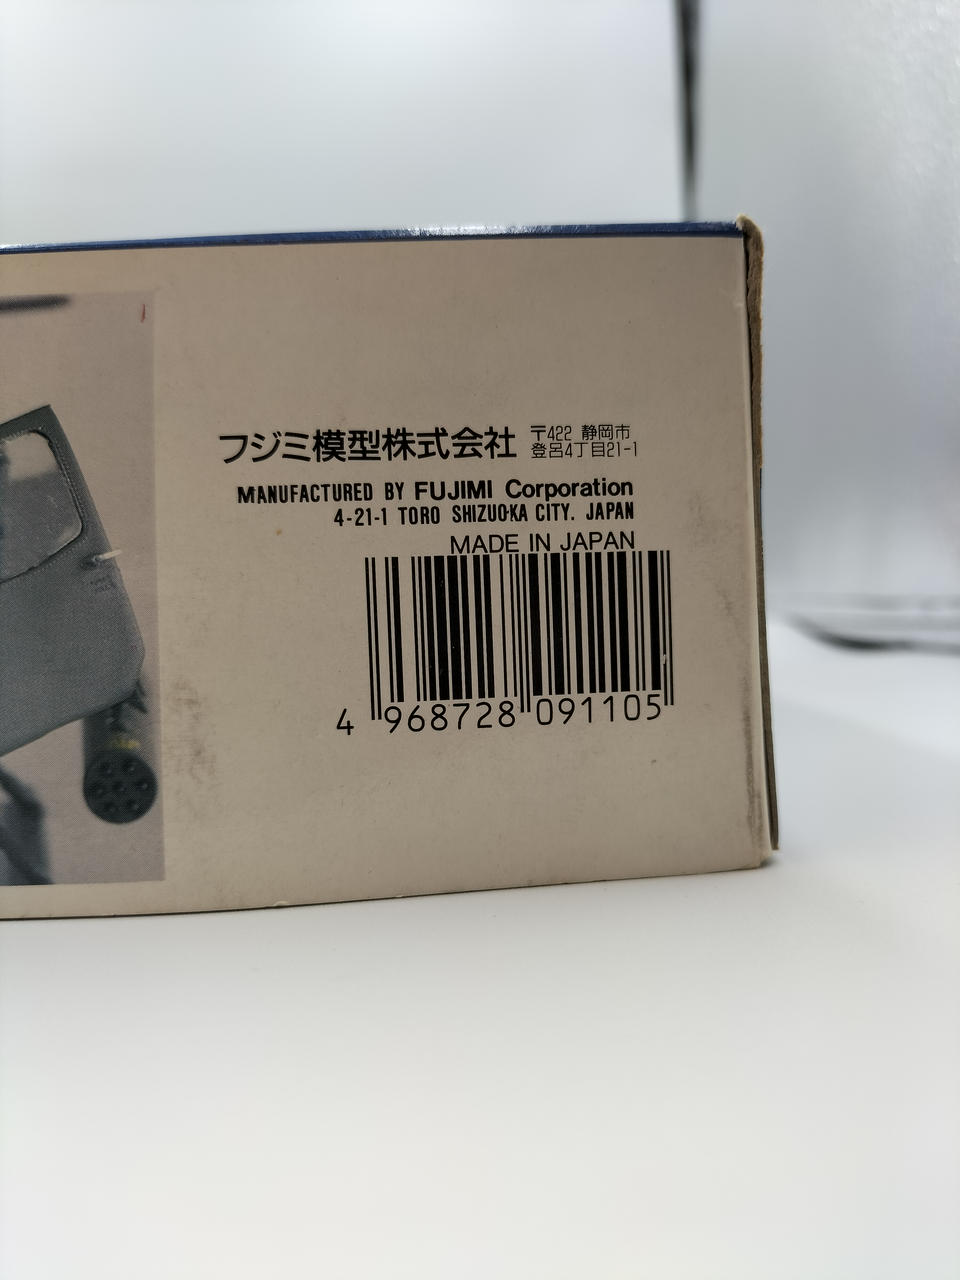 フジミ模型株式会社 〒422 静岡市
登呂4丁目21-1
MANUFACTURED BY FUJIMI Corporation
4-21-1 TORO SHIZUOKA CITY. JAPAN
MADE IN JAPAN
4 968728 091105